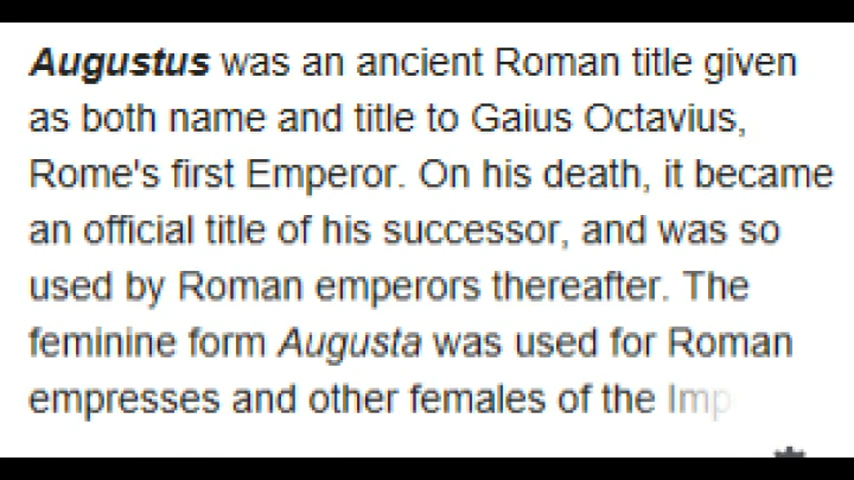 Augustus was an ancient Roman title given
as both name and title to Gaius Octavius,
Rome's first Emperor. On his death, it became
an official title of his successor, and was so
used by Roman emperors thereafter. The
feminine form Augusta was used for Roman
empresses and other females of the Imp